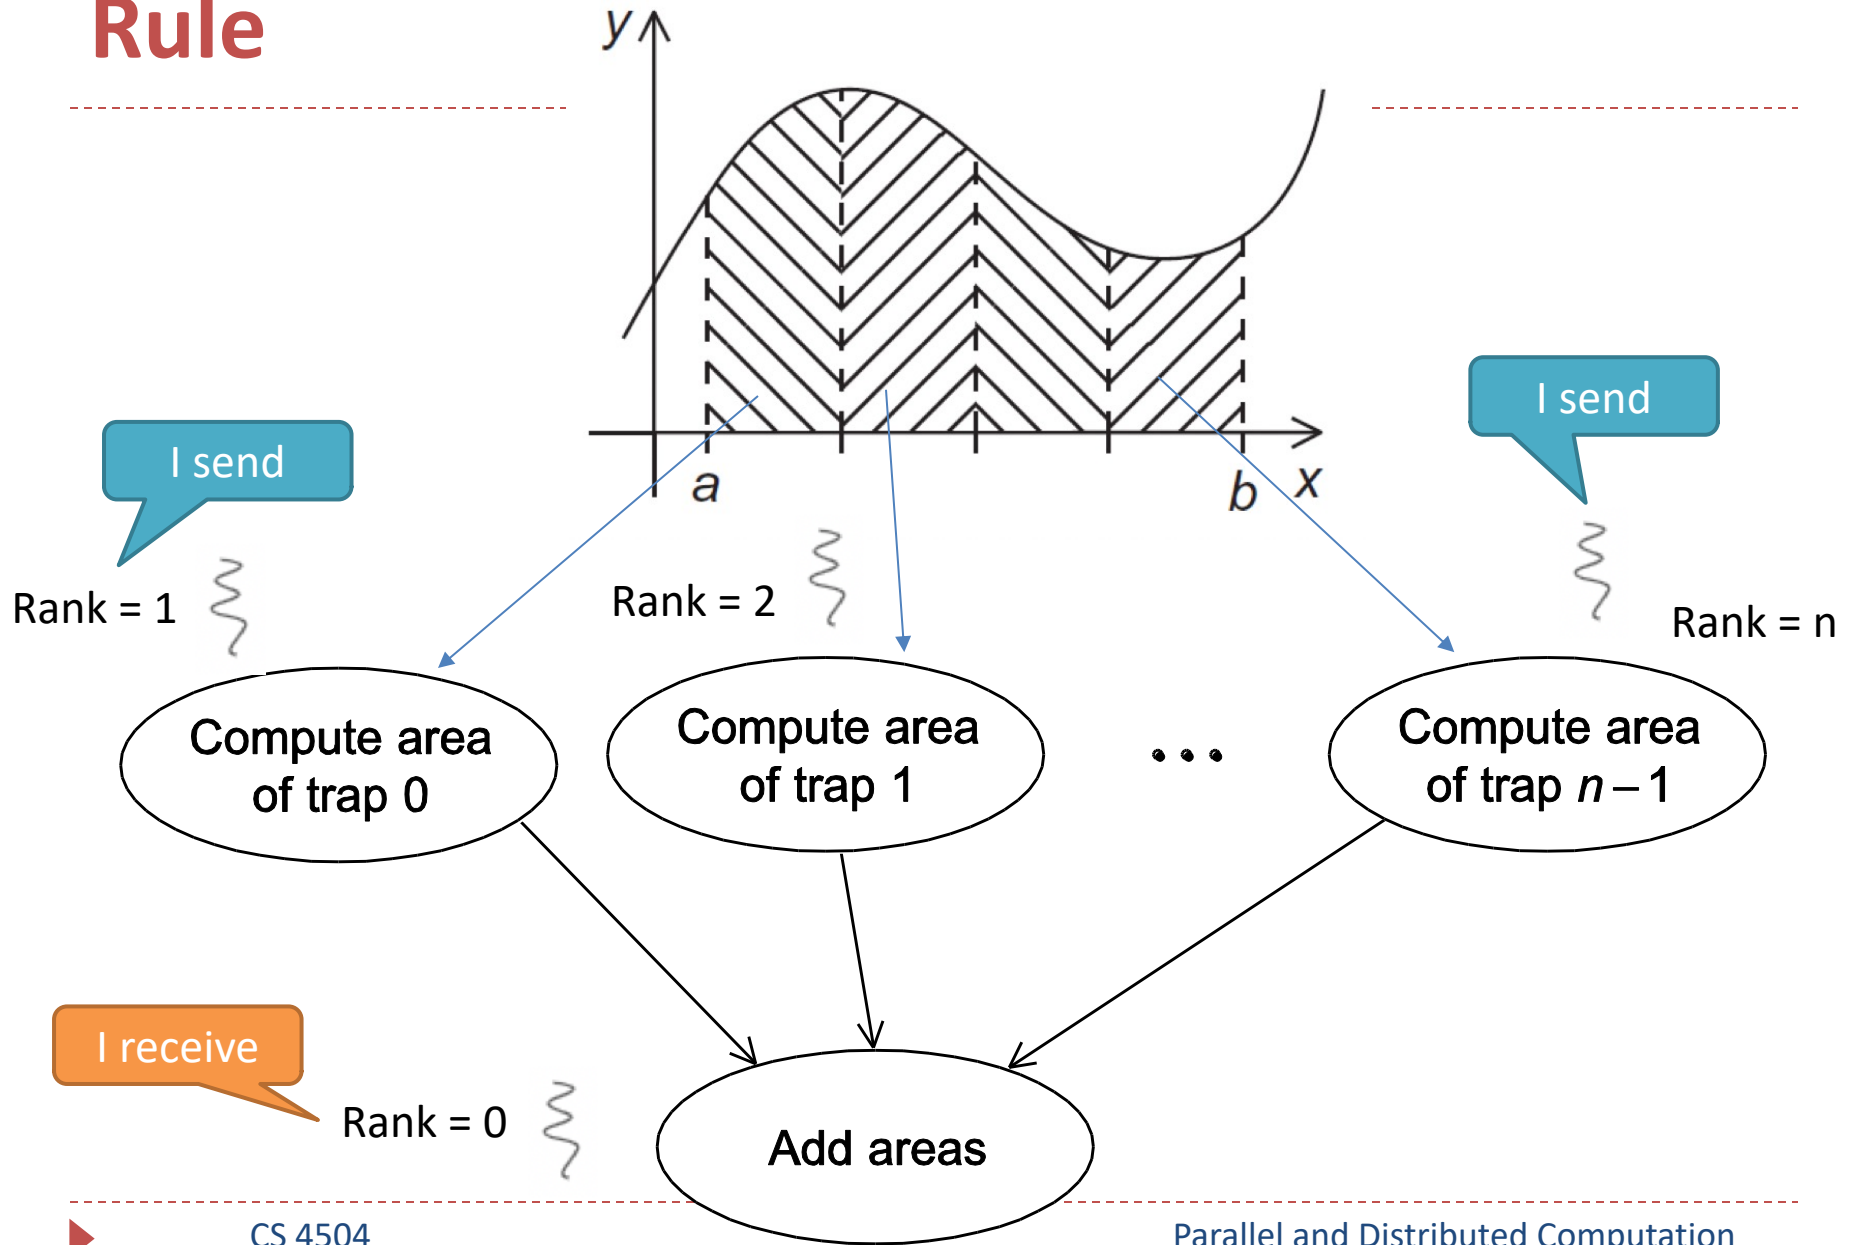 Rule
y
I send
I send
a
b
x
Rank = 1
Rank = 2
Rank = n
Compute area
of trap 0
Compute area
of trap 1
• • •
Compute area
of trap n – 1
I receive
Rank = 0
Add areas
CS 4504
Parallel and Distributed Computation